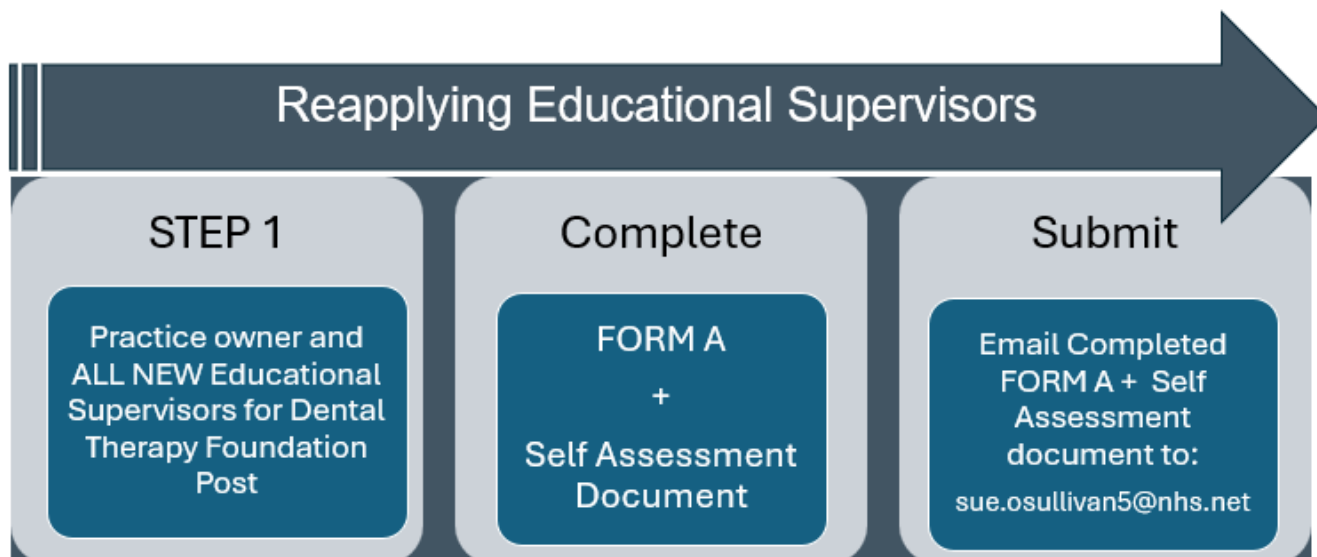 Reapplying Educational Supervisors
STEP 1
Practice owner and
ALL NEW Educational
Supervisors for Dental
Therapy Foundation
Post
Complete
FORM A
+
Self Assessment
Document
Submit
Email Completed
FORM A + Self
Assessment
document to:
sue.osullivan5@nhs.net